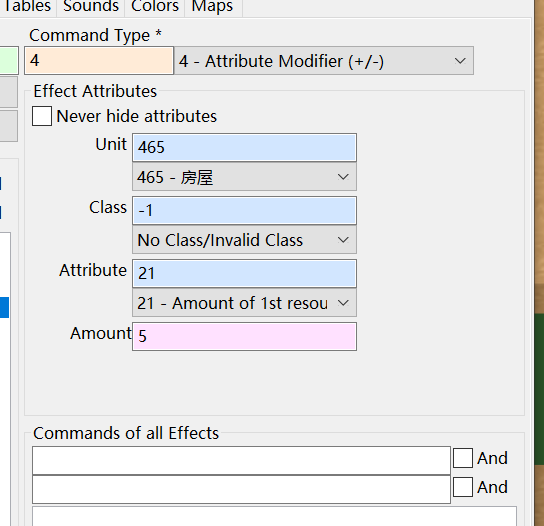 Tables Sounds Colors Maps
Command Type *
4 4 - Attribute Modifier (+/-)
Effect Attributes
Never hide attributes
Unit 465
465 - 房屋
Class -1
No Class/Invalid Class
Attribute 21
21 - Amount of 1st resou
Amount 5
Commands of all Effects
And
And